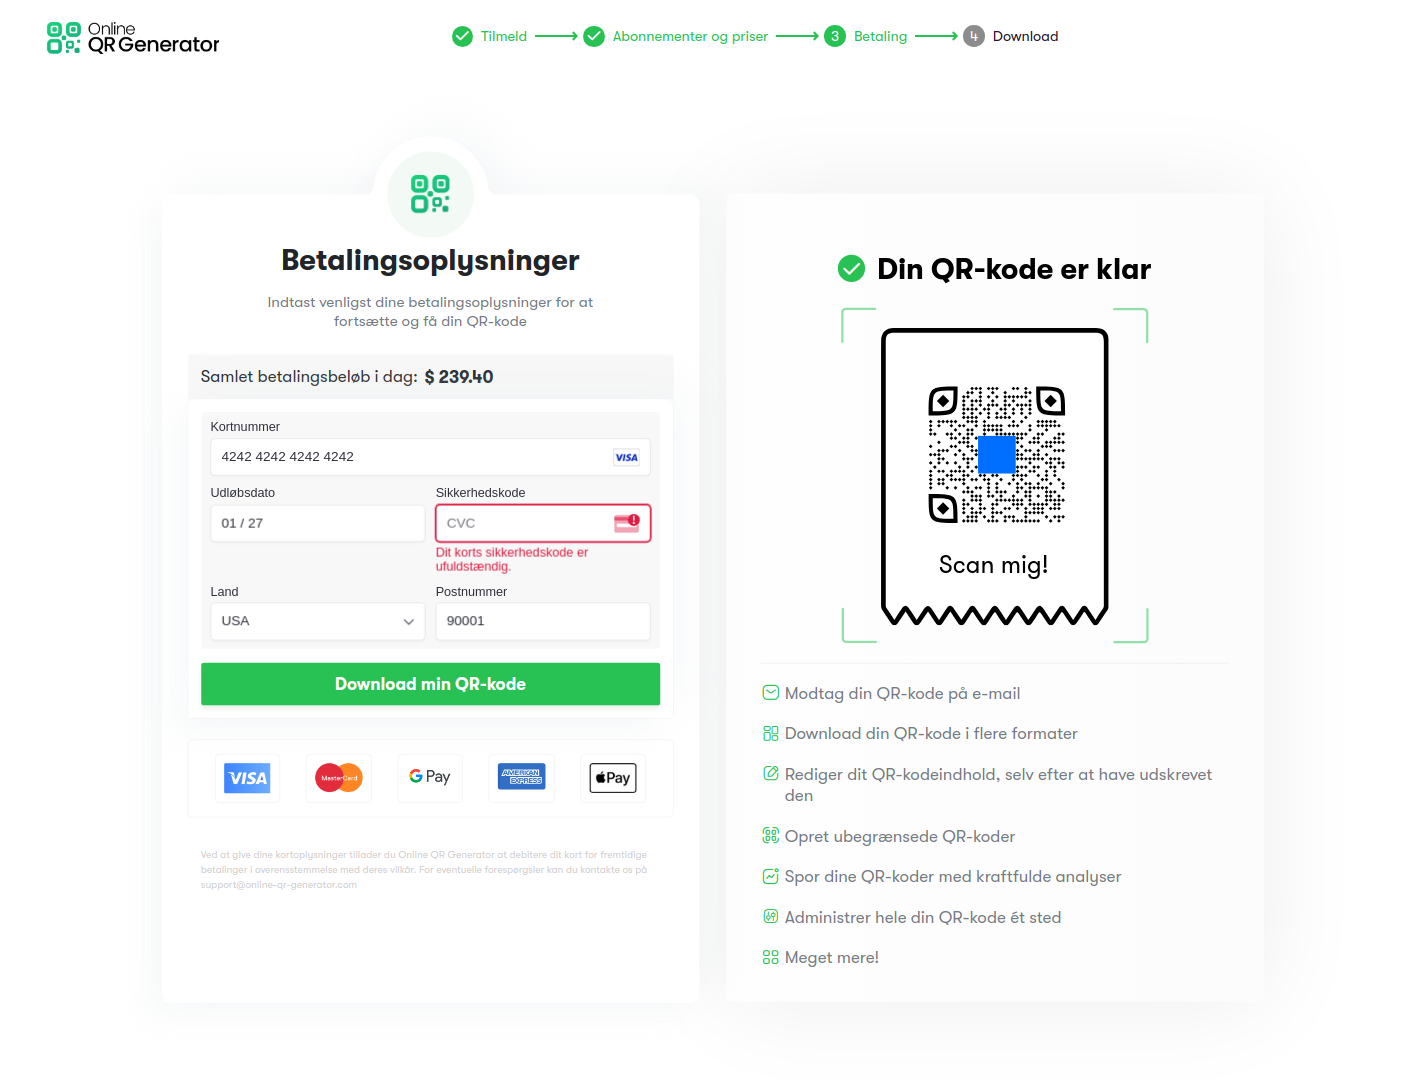 Online
QR Generator
Tilmeld
Abonnementer og priser
3 Betaling
4 Download
Betalingsoplysninger
Indtast venligst dine betalingsoplysninger for at
fortsætte og få din QR-kode
Samlet betalingsbeløb i dag: $ 239.40
Kortnummer
4242 4242 4242 4242
VISA
Udløbsdato
Sikkerhedskode
01 / 27
CVC
Dit korts sikkerhedskode er
ufuldstændig.
Land
Postnummer
USA
90001
Download min QR-kode
VISA
MasterCard
G Pay
AMERICAN
EXPRESS
Pay
Ved at give dine kortoplysninger tillader du Online QR Generator at debitere dit kort for fremtidige
betalinger i overensstemmelse med deres vilkår. For eventuelle forespørgsler kan du kontakte os på
support@online-qr-generator.com
Din QR-kode er klar
Scan mig!
Modtag din QR-kode på e-mail
Download din QR-kode i flere formater
Rediger dit QR-kodeindhold, selv efter at have udskrevet
den
Opret ubegrænsede QR-koder
Spor dine QR-koder med kraftfulde analyser
Administrer hele din QR-kode ét sted
Meget mere!